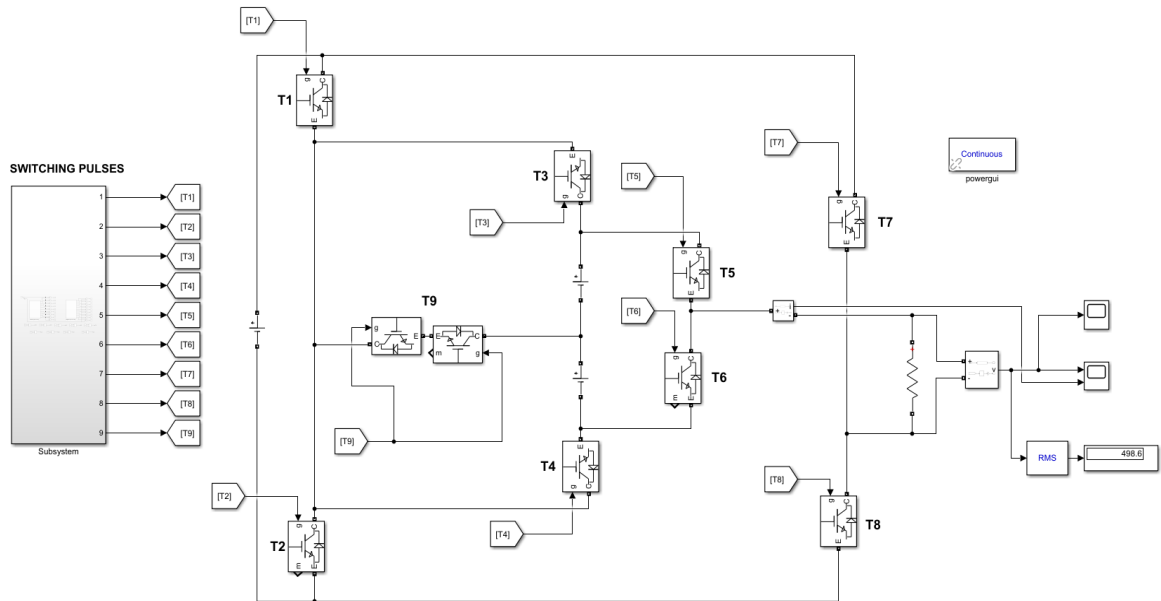 [T1]
g
C
T1
E
[T7]
Continuous
powergui
SWITCHING PULSES
E
T3
g
C
[T5]
[T3]
g
C
T7
E
1
[T1]
2
[T2]
3
[T3]
4
[T4]
5
[T5]
6
[T6]
7
[T7]
8
[T8]
9
[T9]
Subsystem
g
C
T5
E
+
T9
g
E
C
E
C
m
g
+
[T6]
+
i
-
g
C
T6
m
E
+
+
v
-
[T9]
RMS
498.6
E
T4
g
C
[T8]
[T2]
[T4]
g
C
T8
E
g
C
T2
m
E